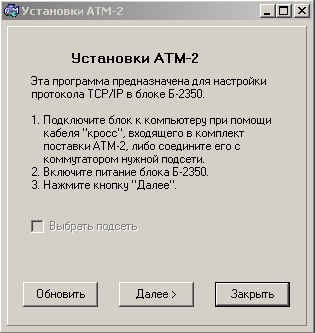 Установки АТМ-2
Установки АТМ-2
Эта программа предназначена для настройки
протокола TCP/IP в блоке Б-2350.
1. Подключите блок к компьютеру при помощи
кабеля "кросс", входящего в комплект
поставки АТМ-2, либо соедините его с
коммутатором нужной подсети.
2. Включите питание блока Б-2350.
3. Нажмите кнопку "Далее".
Выбрать подсеть
Обновить Далее > Закрыть